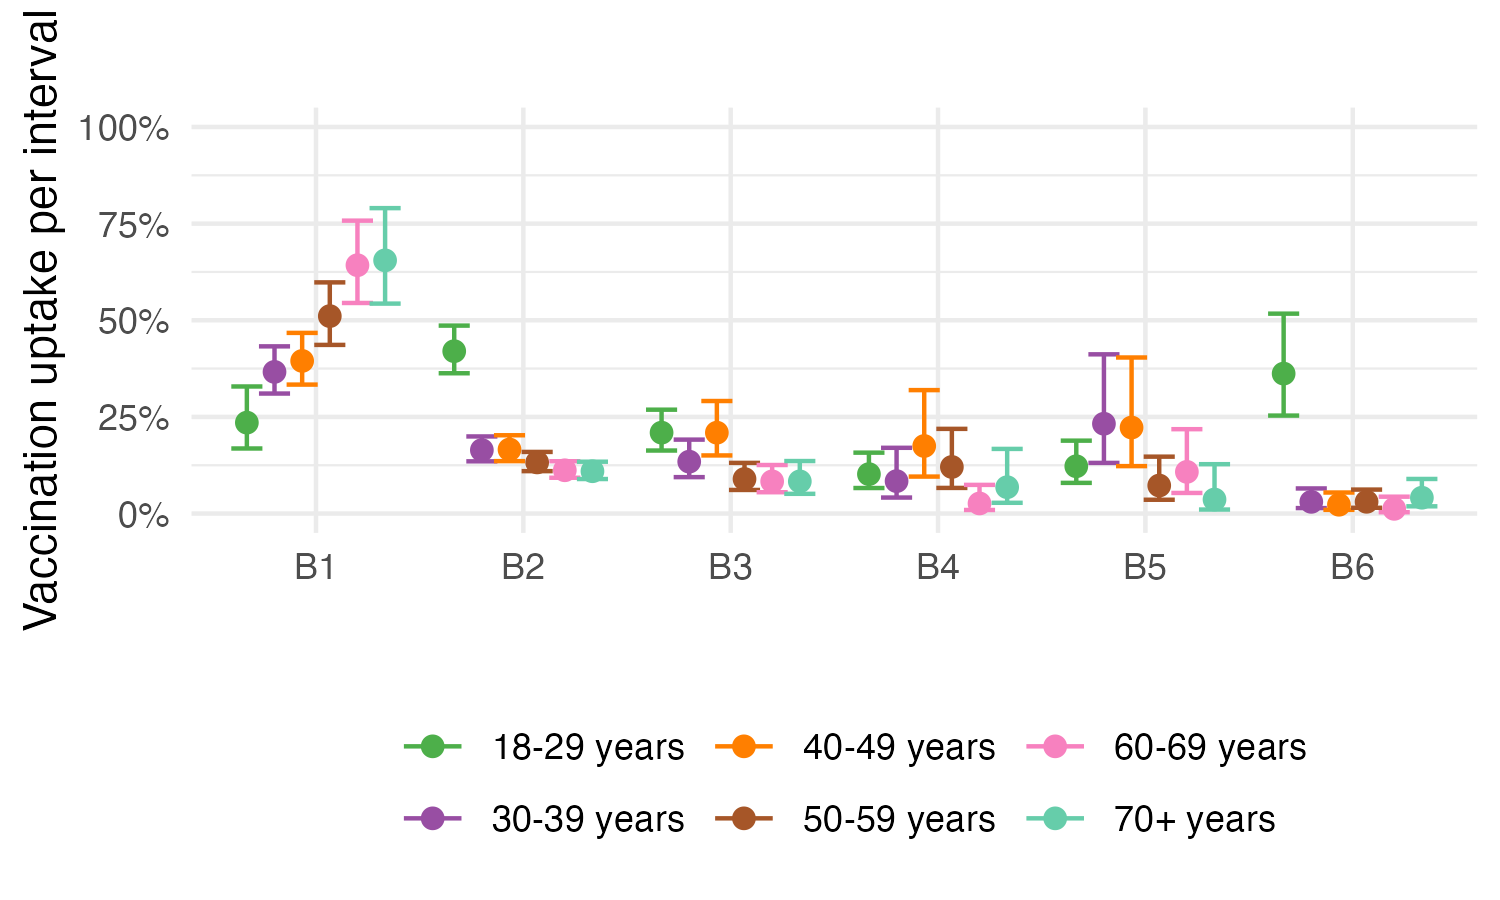 Vaccination uptake per interval
100%
75%
50%
25%
0%
B1 B2 B3 B4 B5 B6
18-29 years 40-49 years 60-69 years
30-39 years 50-59 years 70+ years